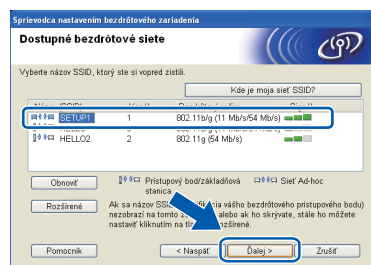 Sprievodca nastavením bezdrôtového zariadenia
Dostupné bezdrôtové siete
Vyberte názov SSID, ktorý ste si vopred zistili.
Kde je moja sieť SSID?
SETUP1 1 802.11b/g (11 Mb/s/54 Mb/s)
HELLO2 1 802.11g (54 Mb/s)
Obnoviť
Prístupový bod/základňová stanica
Sieť Ad-hoc
Rozšírené
Ak sa názov vášho bezdrôtového prístupového bodu)
nezobrazí na tomto alebo ak ho skrývate, stále ho môžete
nastaviť kliknutím na
Pomocník
< Naspäť
Ďalej >
Zrušiť